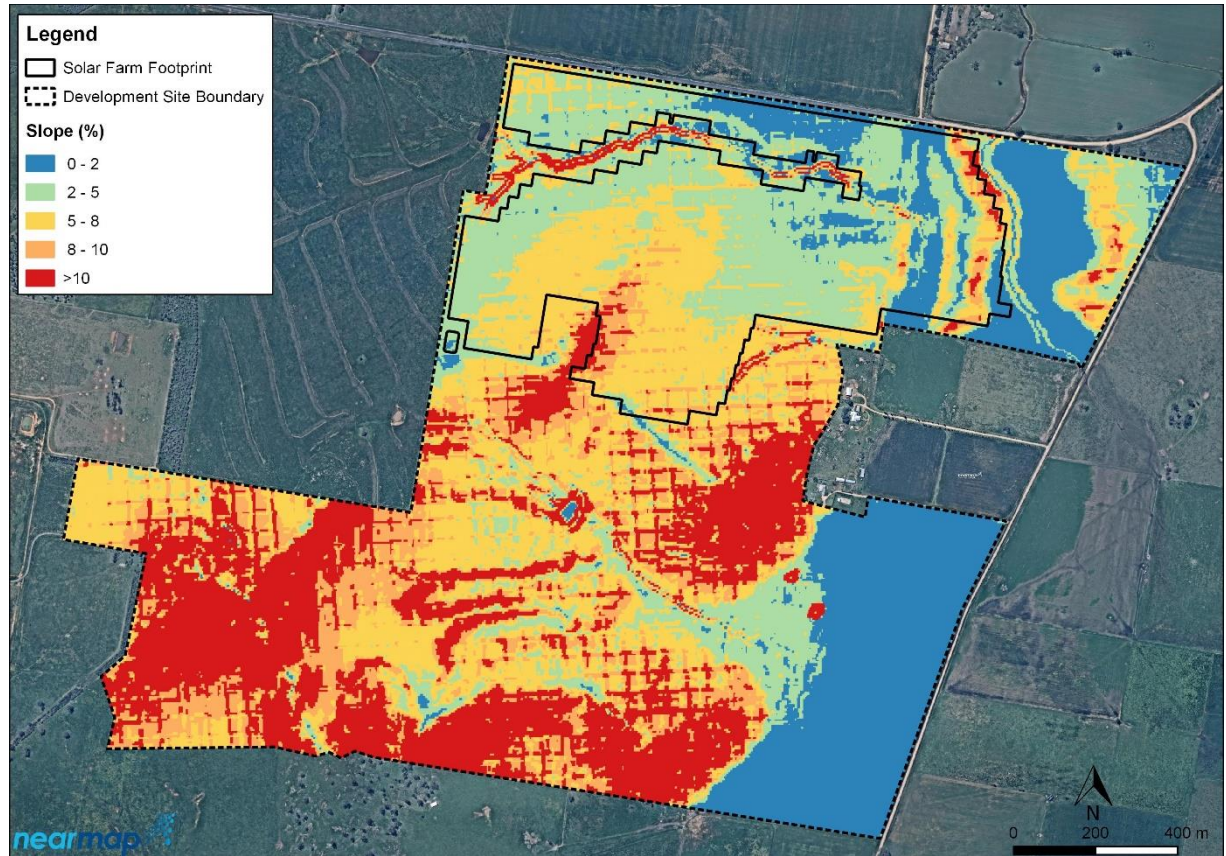 Legend
Solar Farm Footprint
Development Site Boundary
Slope (%)
0 - 2
2 - 5
5 - 8
8 - 10
>10
nearmap
N
0 200 400 m